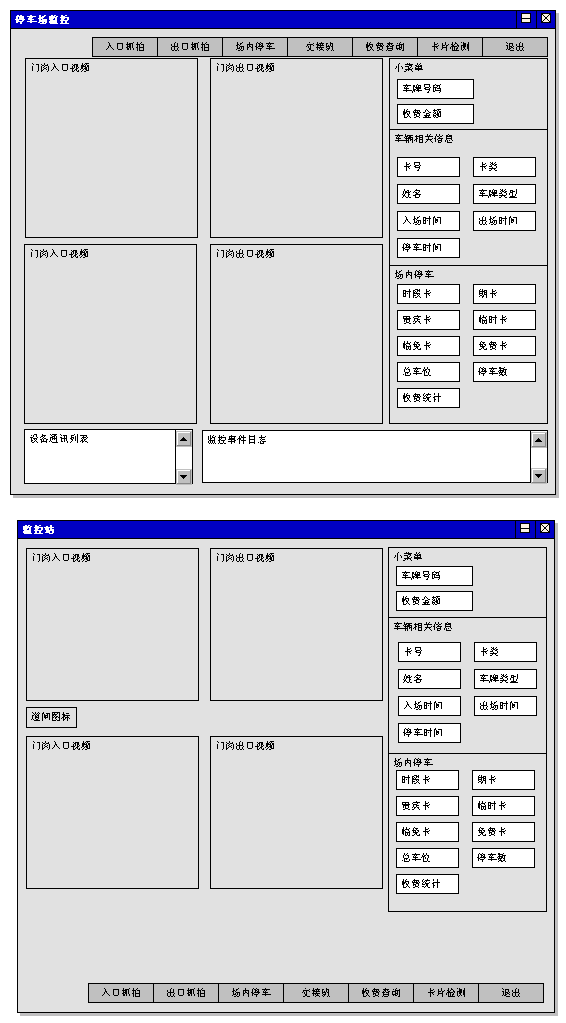 停车场监控
入口抓拍 出口抓拍 场内停车 交接班 收费查询 卡片检测 退出
门岗入口视频 门岗出口视频
小菜单
车牌号码
收费金额
车辆相关信息
卡号 卡类
姓名 车牌类型
入场时间 出场时间
停车时间
门岗入口视频 门岗出口视频
场内停车
时段卡
贵宾卡 临时卡
临免卡 免费卡
总车位 停车数
收费统计
设备通讯列表 监控事件日志
监控站
门岗入口视频 门岗出口视频
小菜单
车牌号码
收费金额
车辆相关信息
卡号 卡类
姓名 车牌类型
入场时间 出场时间
停车时间
道闸图标
门岗入口视频 门岗出口视频
场内停车
时段卡
贵宾卡 临时卡
临免卡 免费卡
总车位 停车数
收费统计
入口抓拍 出口抓拍 场内停车 交接班 收费查询 卡片检测 退出